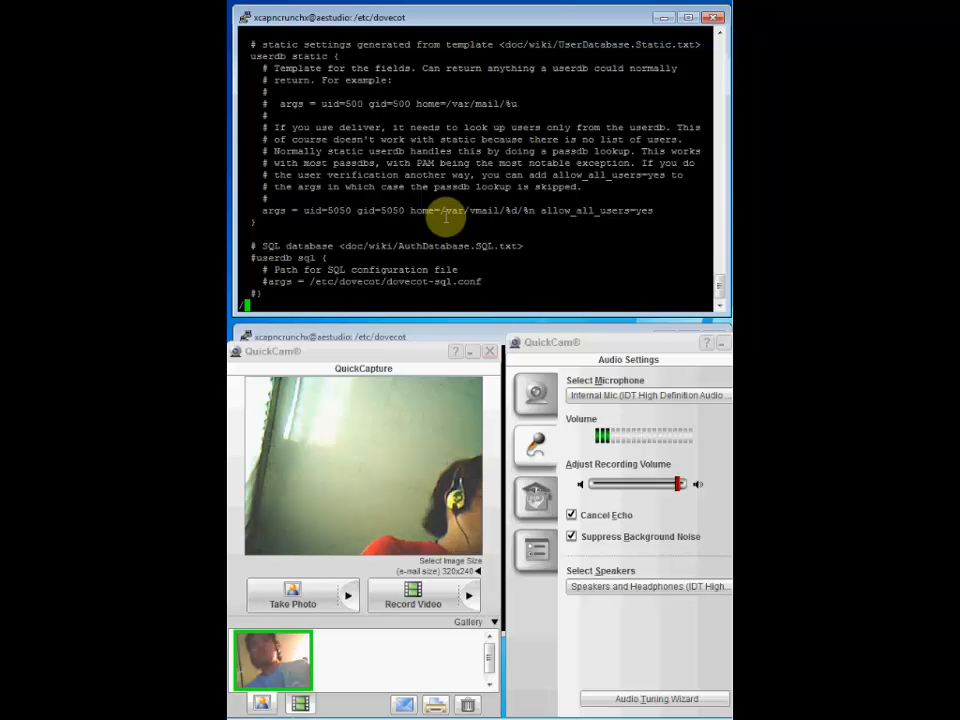 xcapncrunchx@aestudio: /etc/dovecot
# static settings generated from template <doc/wiki/UserDatabase.Static.txt>
userdb static {
# Template for the fields. Can return anything a userdb could normally
# return. For example:
#
#  args = uid=500 gid=500 home=/var/mail/%u
#
# If you use deliver, it needs to look up users only from the userdb. This
# of course doesn't work with static because there is no list of users.
# Normally static userdb handles this by doing a passdb lookup. This works
# with most passdbs, with PAM being the most notable exception. If you do
# the user verification another way, you can add allow_all_users=yes to
# the args in which case the passdb lookup is skipped.
#
args = uid=5050 gid=5050 home=/var/vmail/%d/%n allow_all_users=yes
}
# SQL database <doc/wiki/AuthDatabase.SQL.txt>
#userdb sql {
# Path for SQL configuration file
#args = /etc/dovecot/dovecot-sql.conf
#}
/
xcapncrunchx@aestudio: /etc/dovecot
QuickCam®
QuickCapture
Select Image Size
(e-mail size) 320x240
Take Photo
Record Video
Gallery
QuickCam®
Audio Settings
Select Microphone
Internal Mic (IDT High Definition Audio ...
Volume
Adjust Recording Volume
Cancel Echo
Suppress Background Noise
Select Speakers
Speakers and Headphones (IDT High...
Audio Tuning Wizard